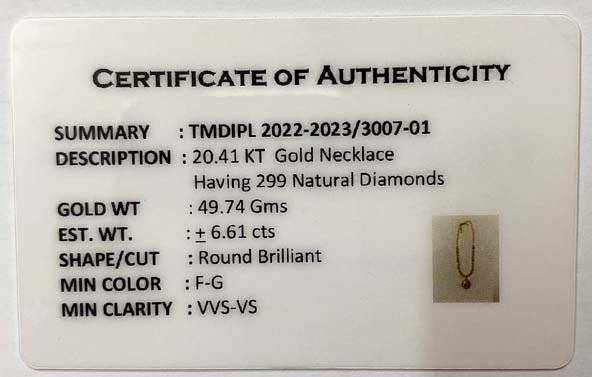 CERTIFICATE OF AUTHENTICITY
SUMMARY : TMDIPL 2022-2023/3007-01
DESCRIPTION : 20.41 KT Gold Necklace
Having 299 Natural Diamonds
GOLD WT : 49.74 Gms
EST. WT. : ± 6.61 cts
SHAPE/CUT : Round Brilliant
MIN COLOR : F-G
MIN CLARITY : VVS-VS